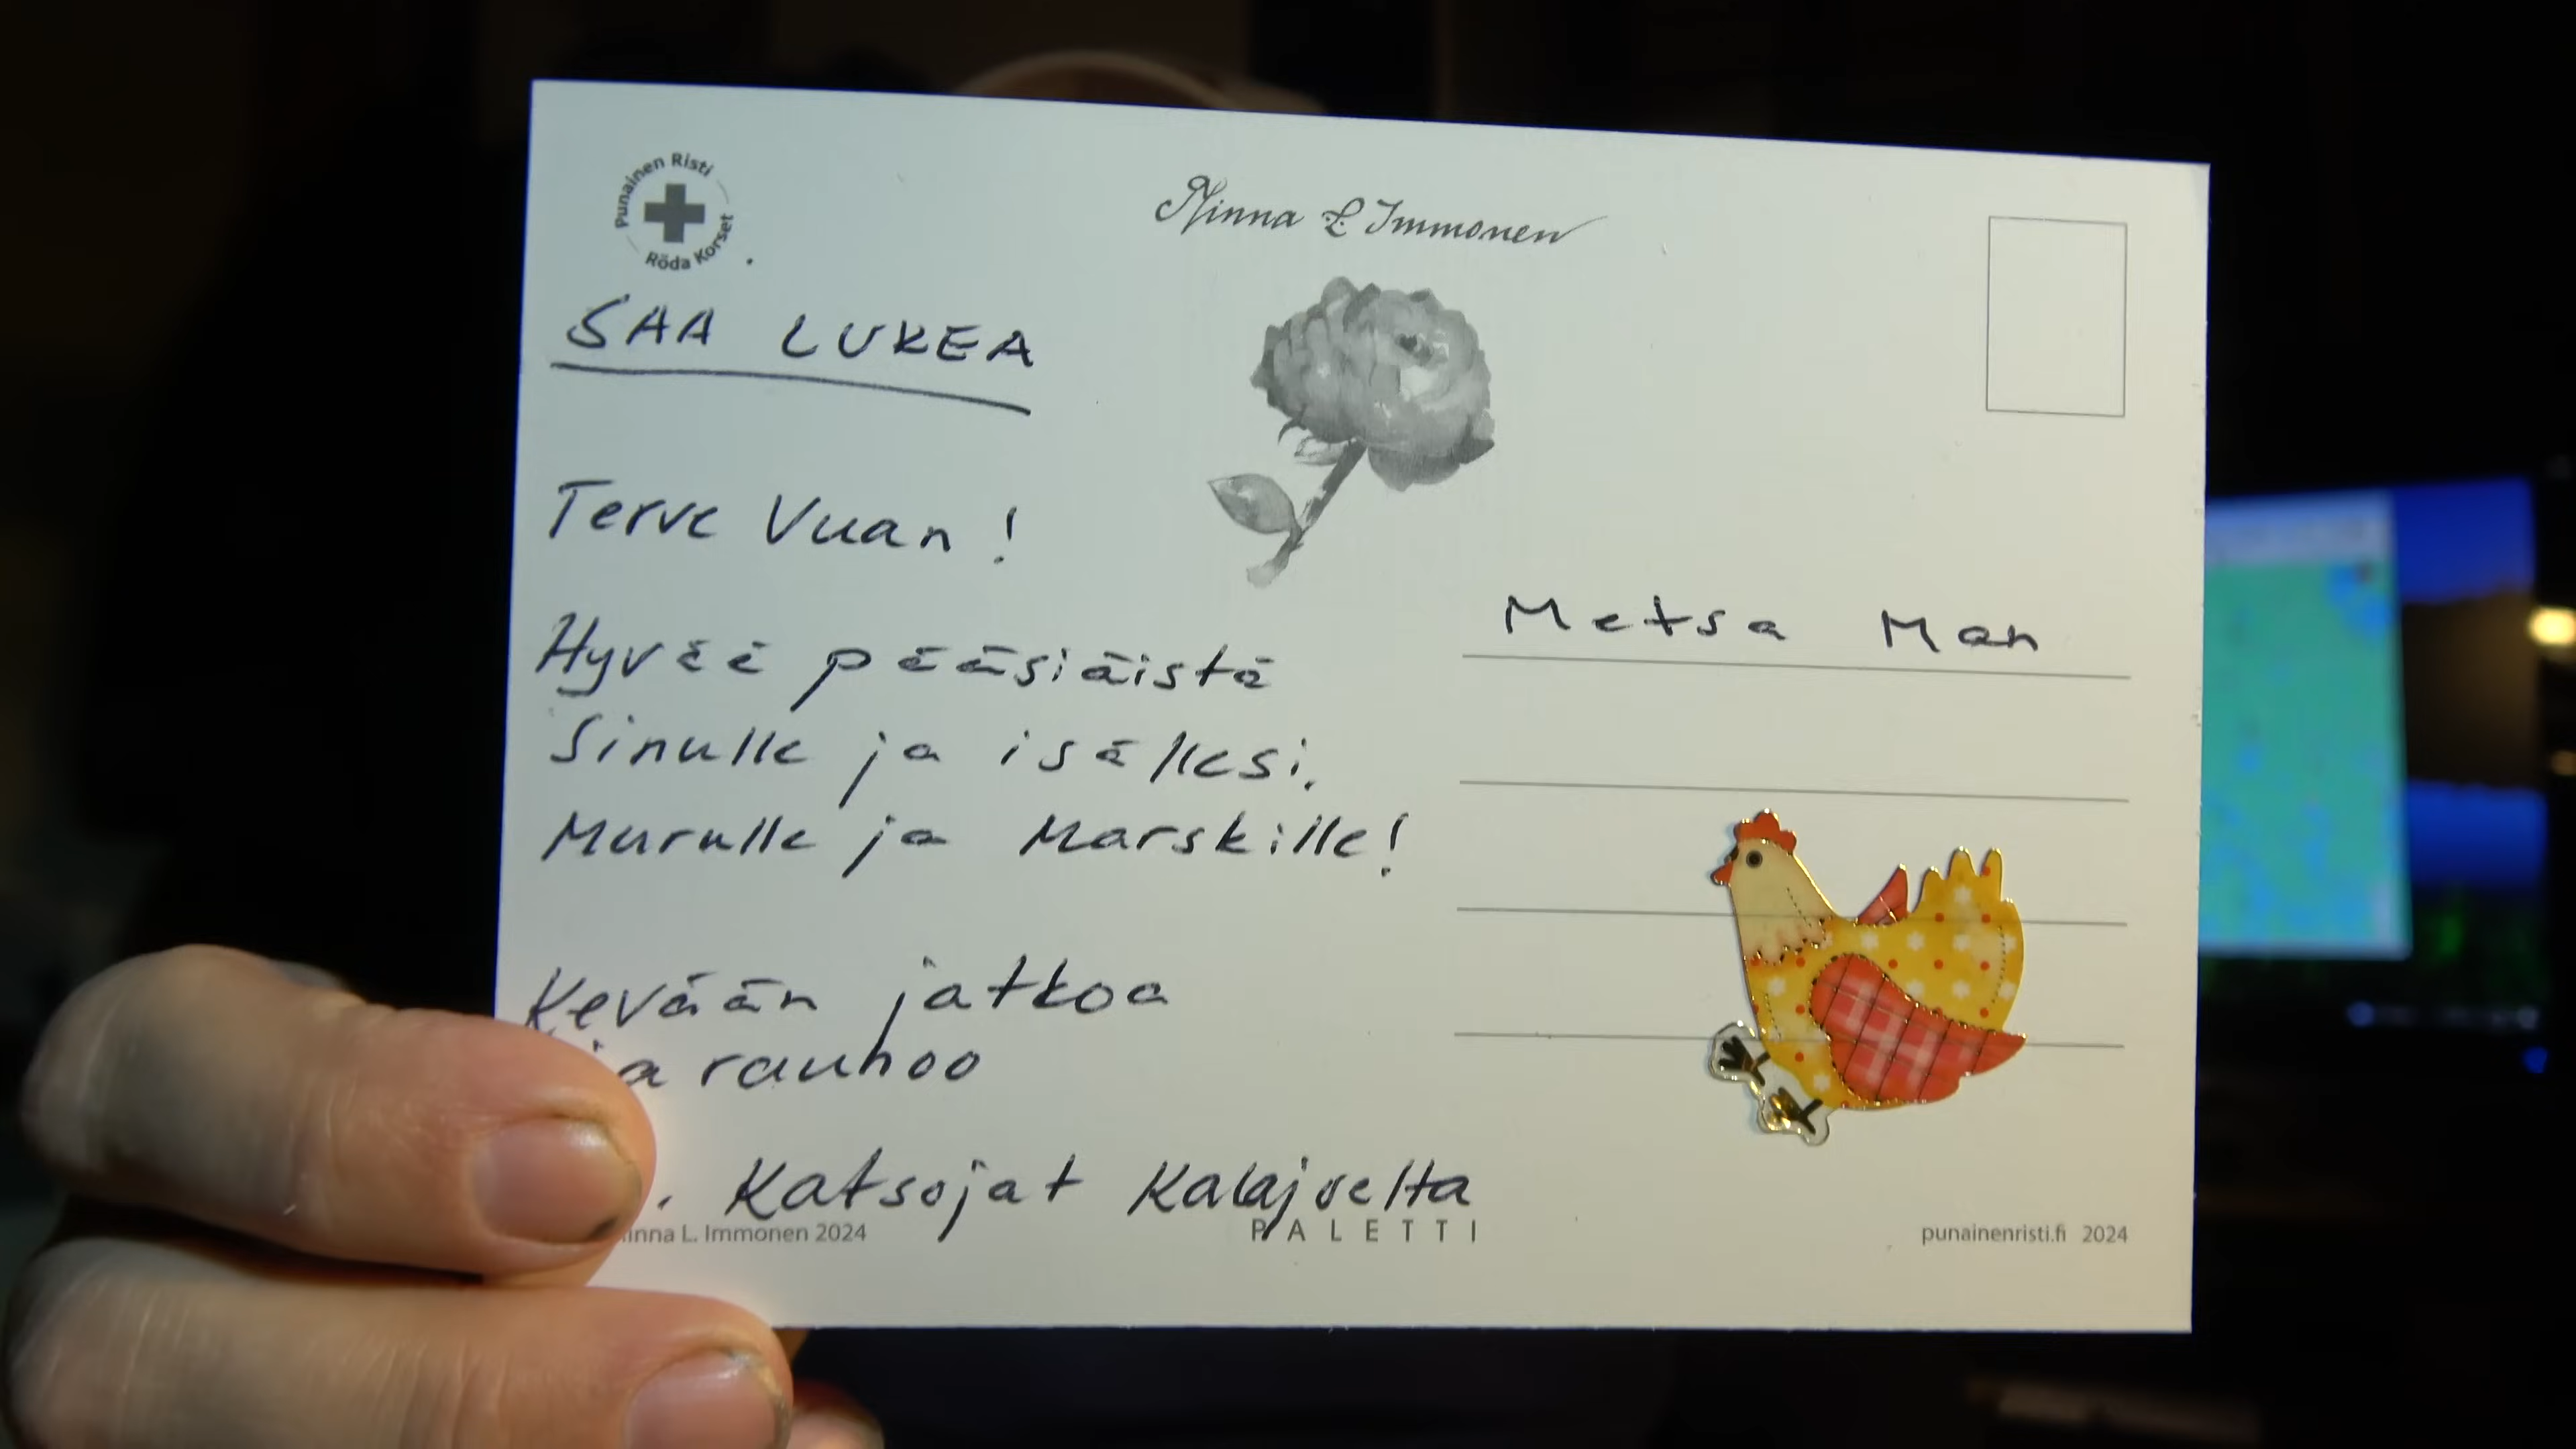 Punainen Risti
Röda Korset
Minna L Immonen
SAA LUKEA
Terve Vuan!
Hyvää pääsiäistä
Sinulle ja isällesi,
Murulle ja Marskille!
Metsa Man
Kevään jatkoa
ja rauhoo
. Katsojat Kalajoelta
inna L. Immonen 2024
PALETTI
punainenristi.fi 2024